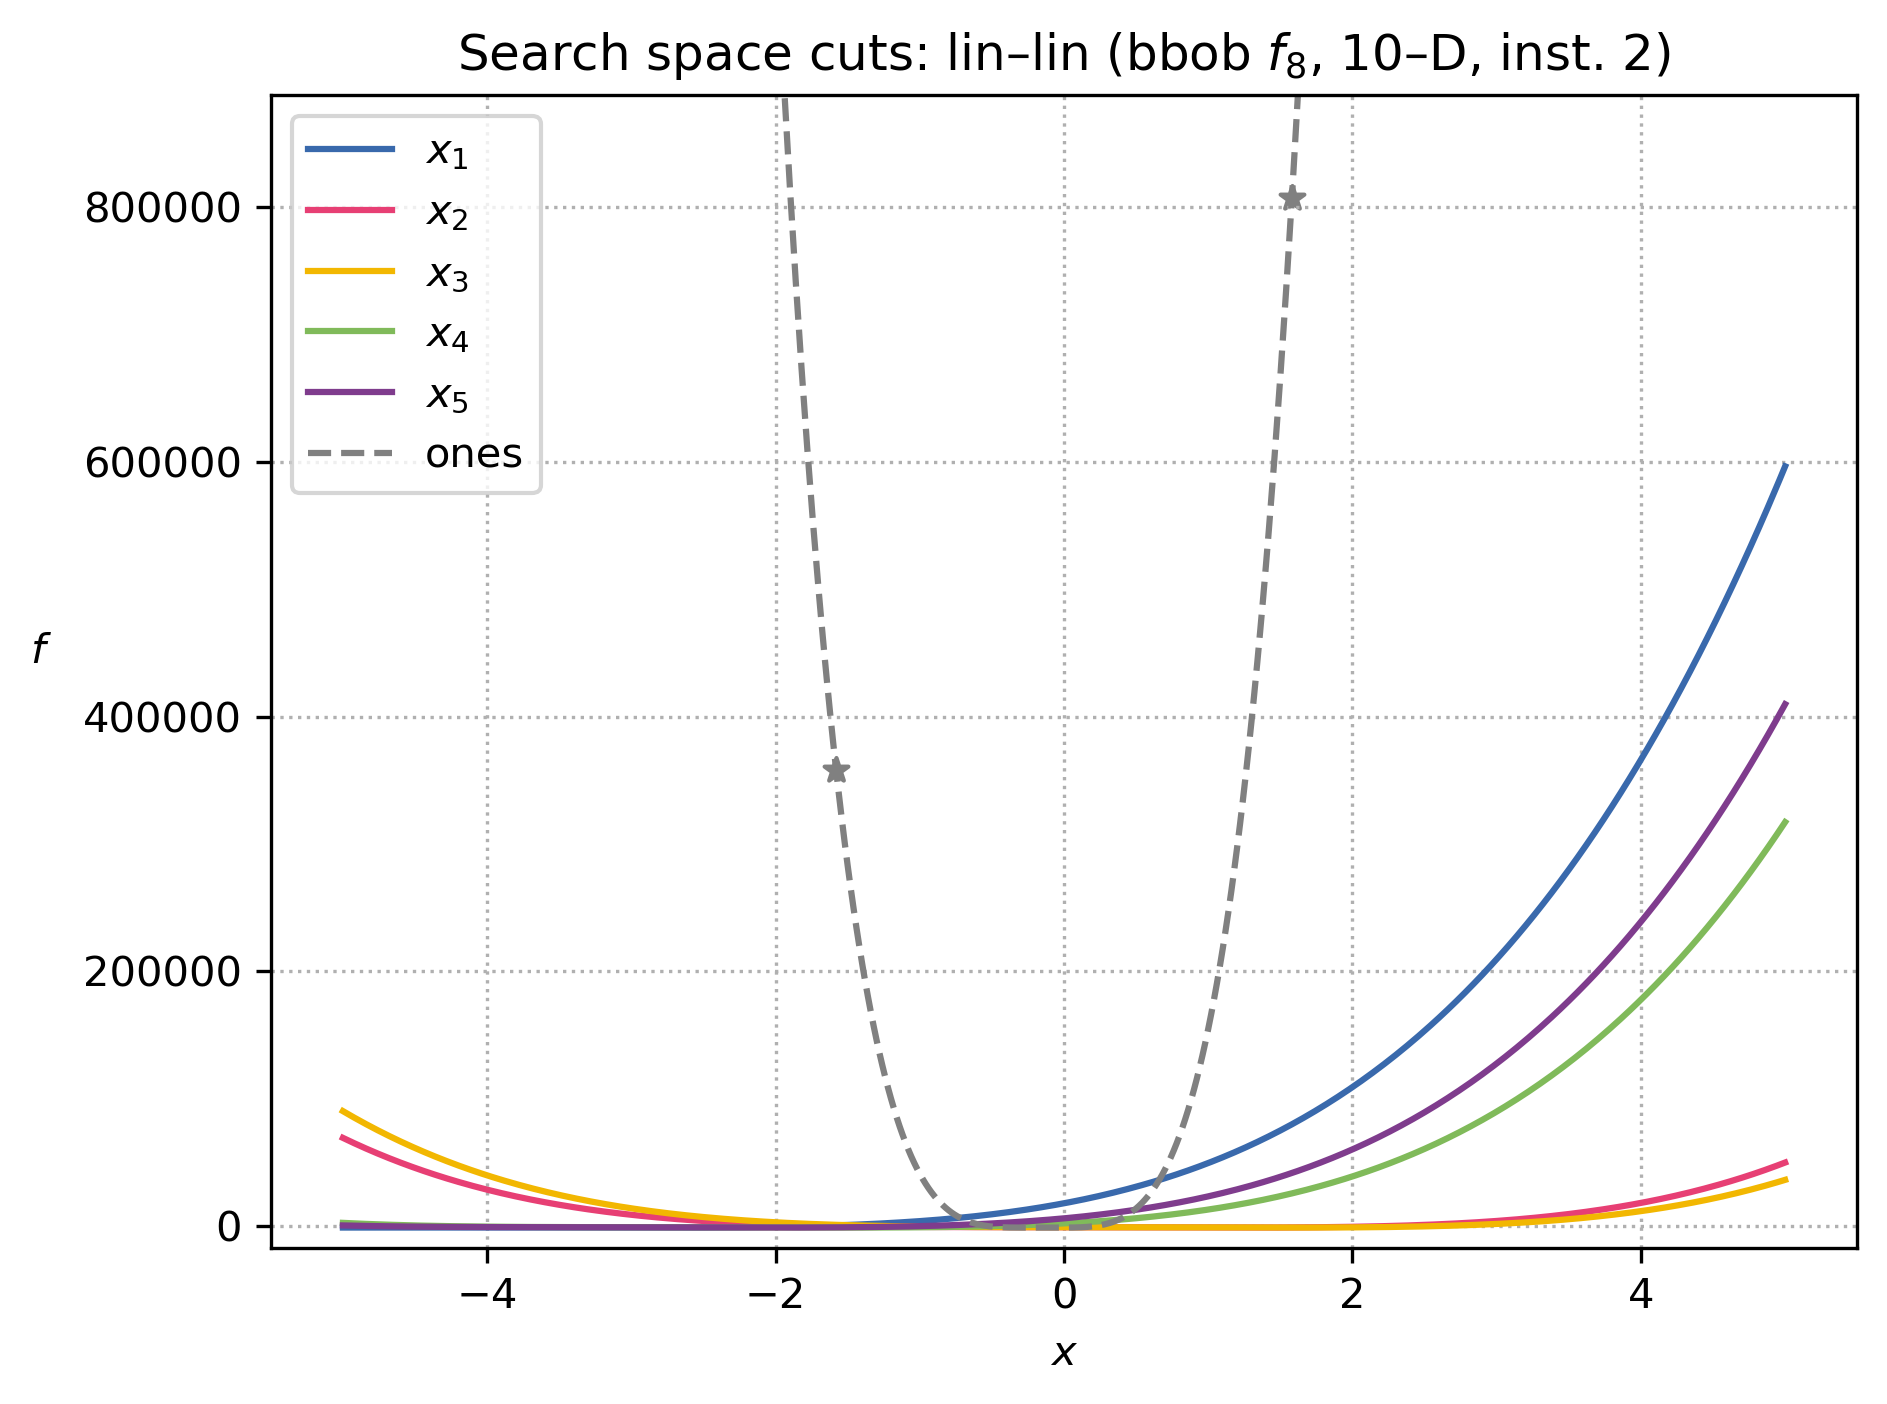 Search space cuts: lin–lin (bbob f₈, 10–D, inst. 2)
x₁
x₂
x₃
x₄
x₅
ones
800000
600000
400000
200000
0
f
−4 −2 0 2 4
x